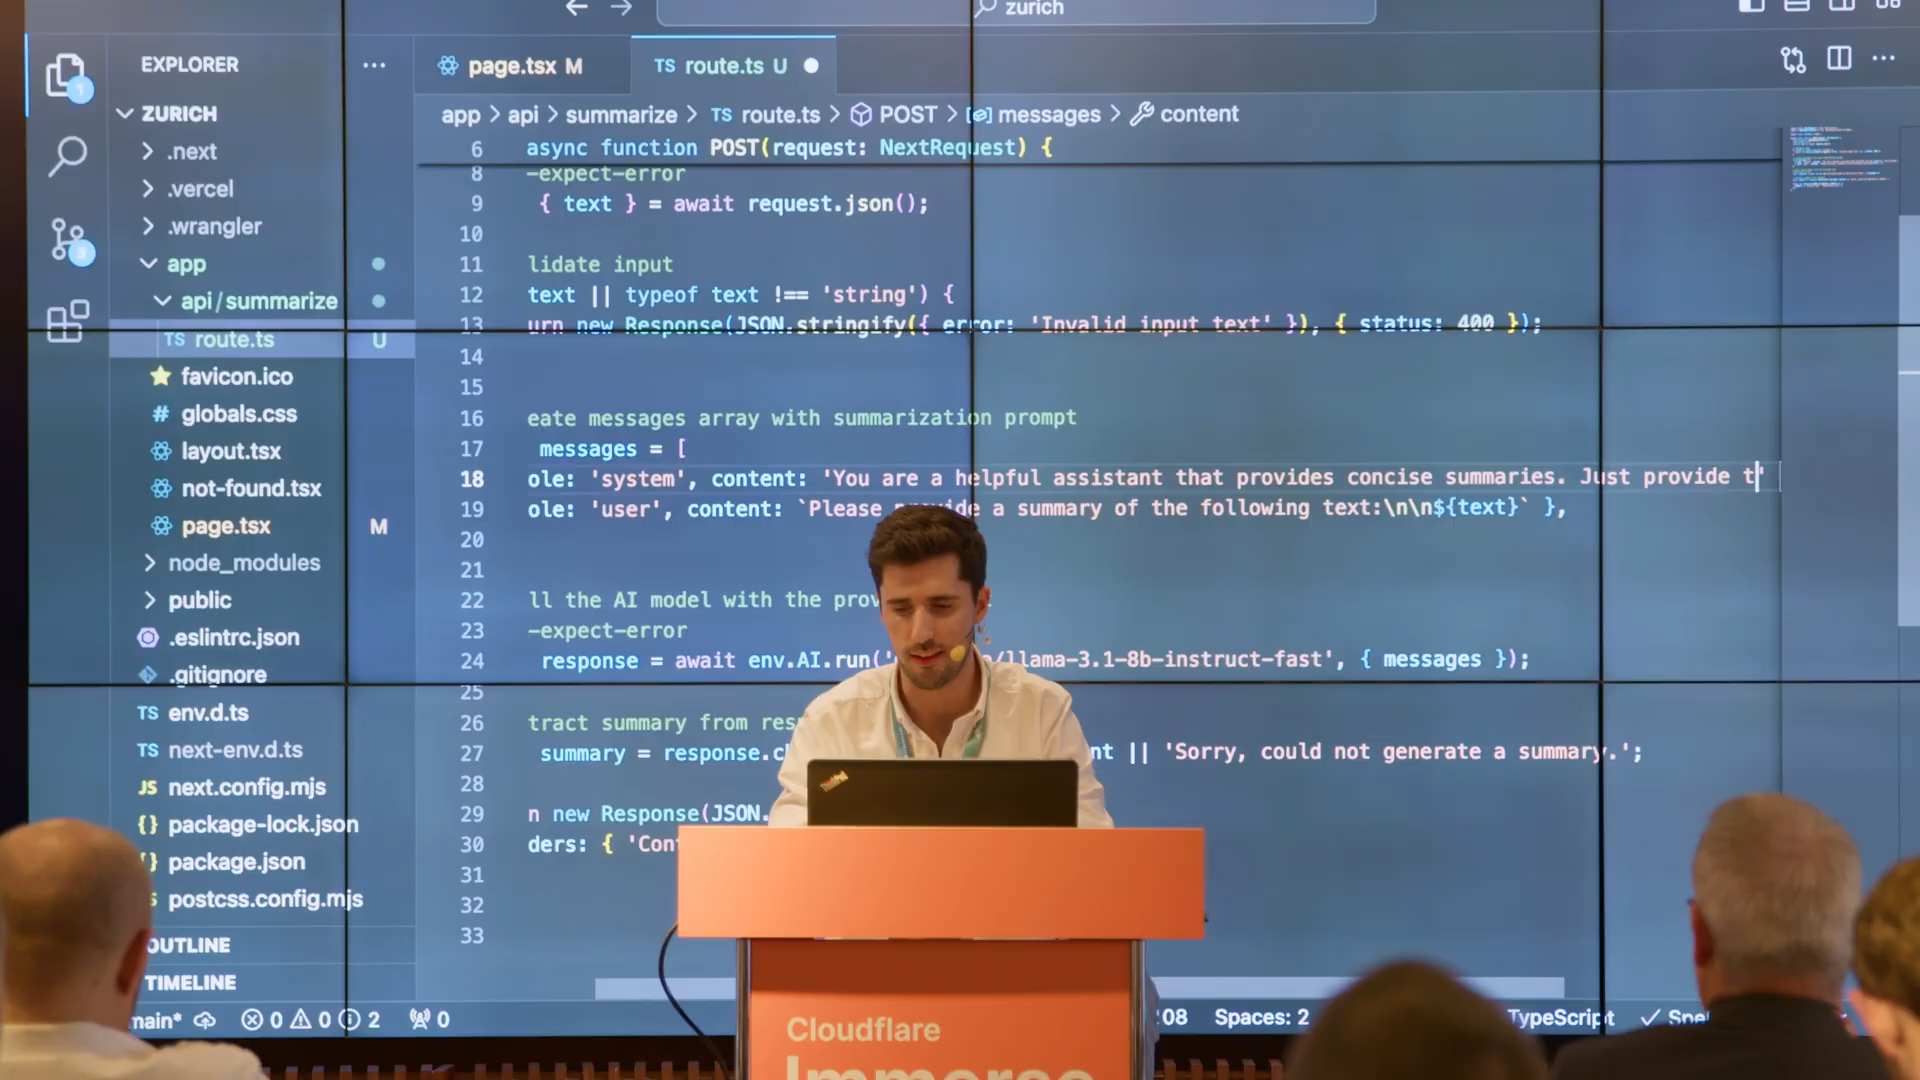 zurich
EXPLORER
page.tsx M
TS route.ts U
ZURICH
app > api > summarize > TS route.ts > POST > messages > content
.next
.vercel
.wrangler
app
api/summarize
TS route.ts U
favicon.ico
# globals.css
layout.tsx
not-found.tsx
page.tsx M
node_modules
public
.eslintrc.json
.gitignore
TS env.d.ts
TS next-env.d.ts
JS next.config.mjs
{} package-lock.json
package.json
postcss.config.mjs
OUTLINE
TIMELINE
6 async function POST(request: NextRequest) {
8 -expect-error
9 { text } = await request.json();
10
11 lidate input
12 text || typeof text !== 'string') {
13 urn new Response(JSON.stringify({ error: 'Invalid input text' }), { status: 400 });
14
15
16 eate messages array with summarization prompt
17 messages = [
18 ole: 'system', content: 'You are a helpful assistant that provides concise summaries. Just provide t'
19 ole: 'user', content: `Please provide a summary of the following text:\n\n${text}` },
20
21
22 ll the AI model with the
23 -expect-error
24 response = await env.AI.run(' /llama-3.1-8b-instruct-fast', { messages });
25
26 tract summary from
27 summary = response. || 'Sorry, could not generate a summary.';
28
29 n new Response(JSON.
30 ders: { '
31
32
33
main* 0 0 2 0
Spaces: 2
TypeScript
Cloudflare
Immerse